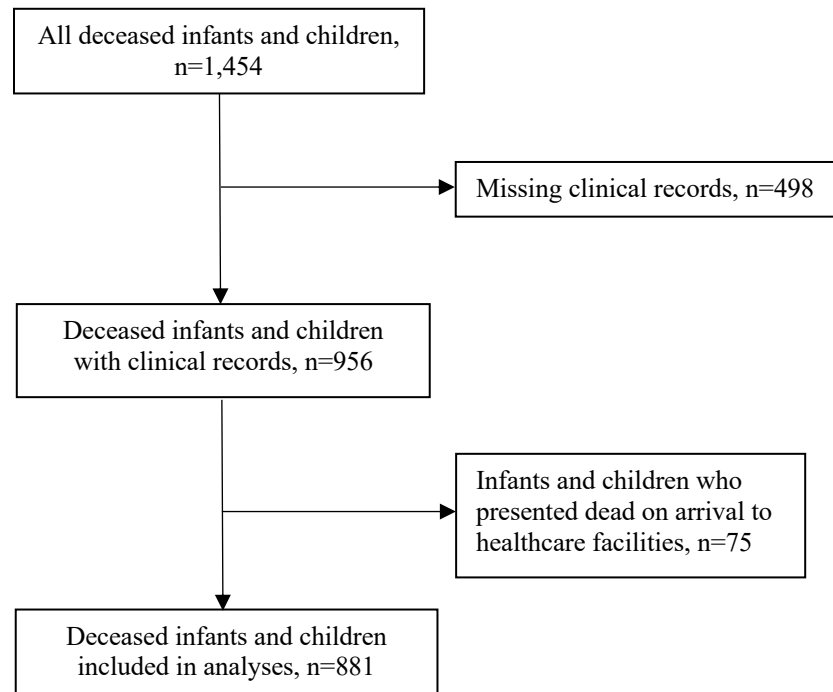 All deceased infants and children,
n=1,454
Missing clinical records, n=498
Deceased infants and children
with clinical records, n=956
Infants and children who
presented dead on arrival to
healthcare facilities, n=75
Deceased infants and children
included in analyses, n=881